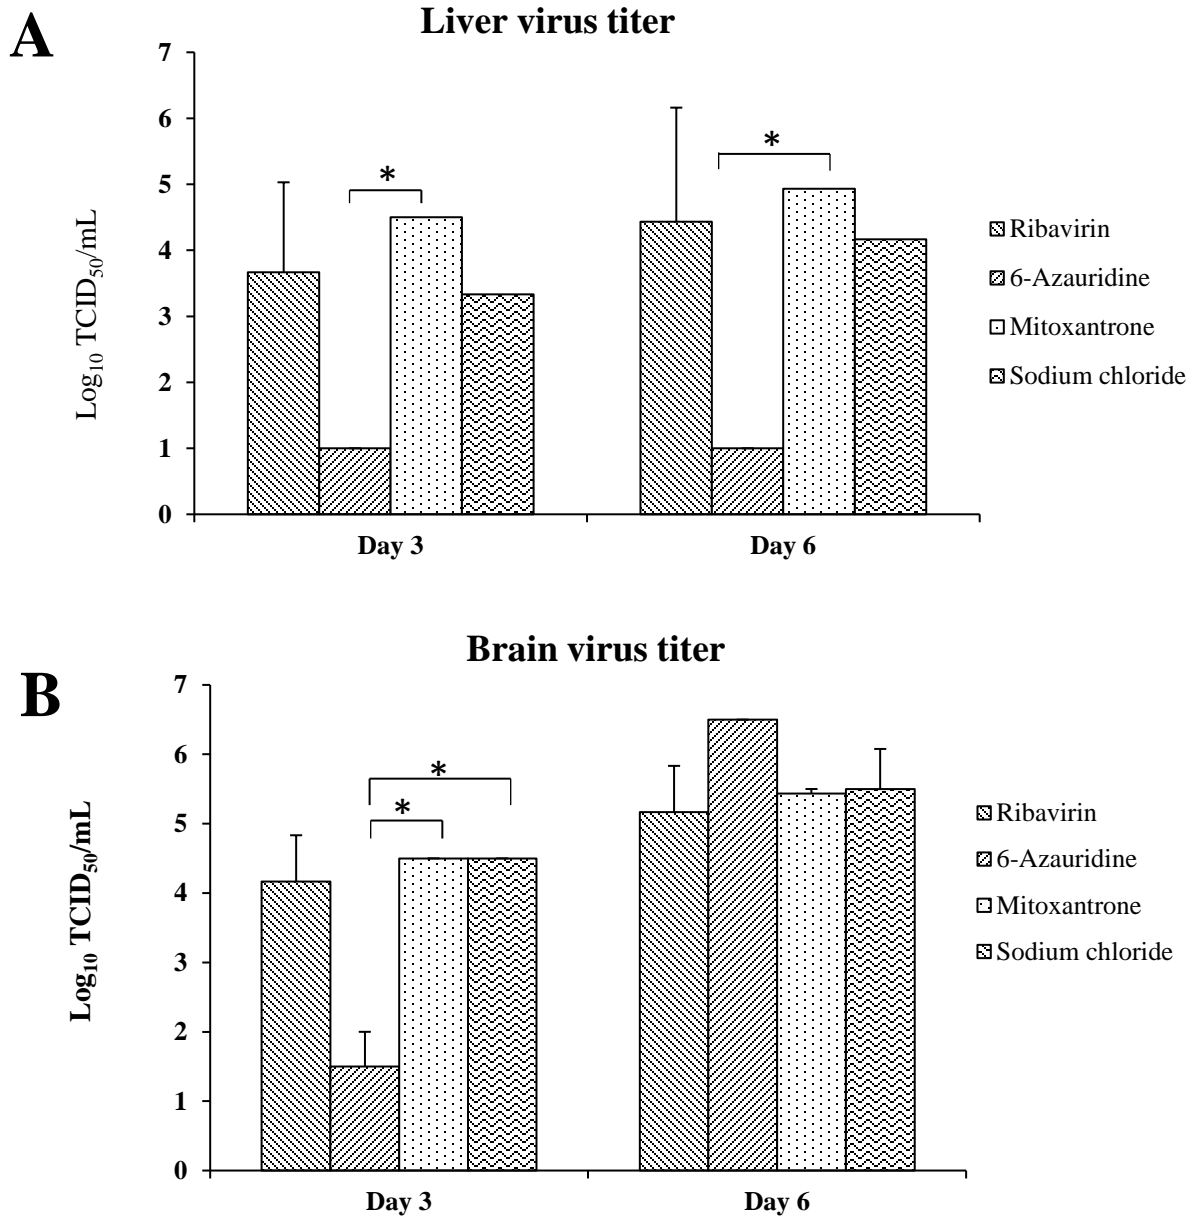 A
Liver virus titer
7
6
5
4
3
2
1
0
Log₁₀ TCID₅₀/mL
*
*
Day 3
Day 6
Ribavirin
6-Azauridine
Mitoxantrone
Sodium chloride
B
Brain virus titer
7
6
5
4
3
2
1
0
Log₁₀ TCID₅₀/mL
*
*
Day 3
Day 6
Ribavirin
6-Azauridine
Mitoxantrone
Sodium chloride